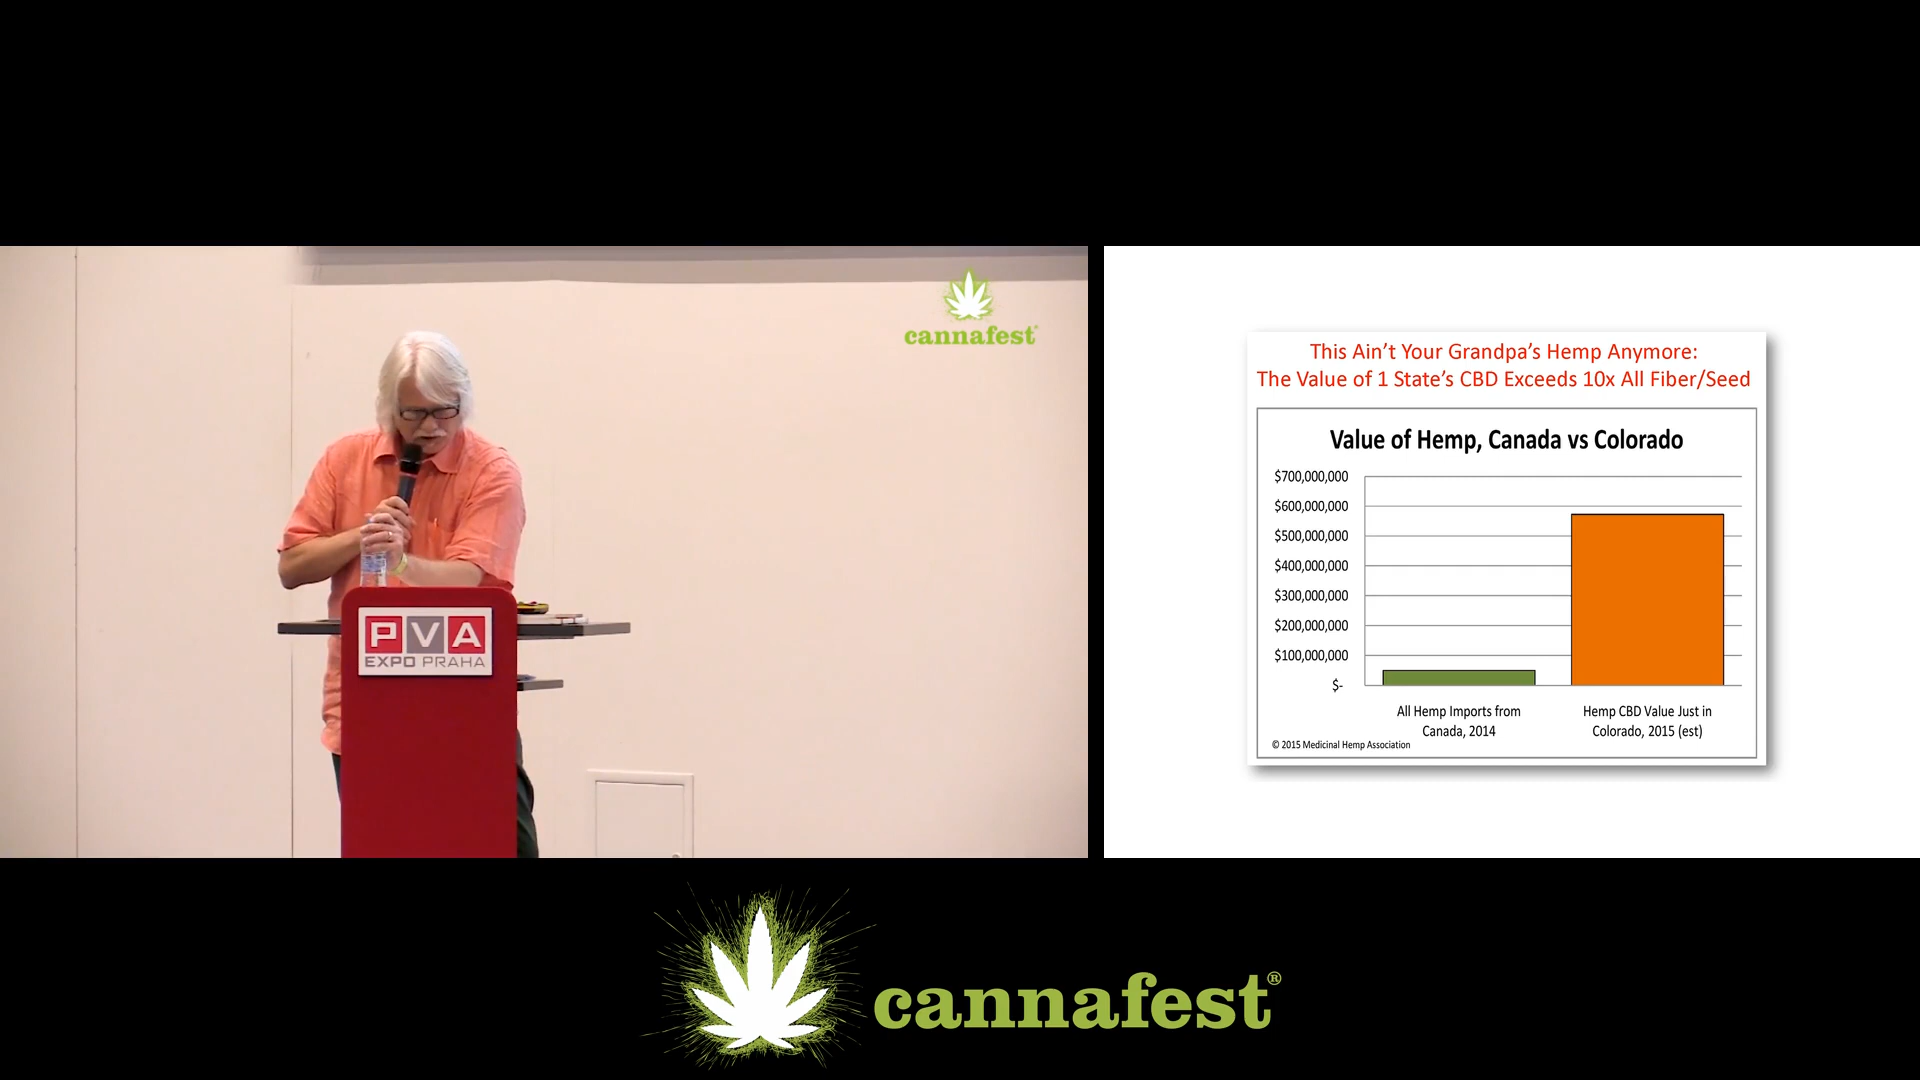 cannafest
PVA
EXPO PRAHA
This Ain’t Your Grandpa’s Hemp Anymore:
The Value of 1 State’s CBD Exceeds 10x All Fiber/Seed
Value of Hemp, Canada vs Colorado
$700,000,000
$600,000,000
$500,000,000
$400,000,000
$300,000,000
$200,000,000
$100,000,000
$-
All Hemp Imports from
Canada, 2014
Hemp CBD Value Just in
Colorado, 2015 (est)
© 2015 Medicinal Hemp Association
cannafest®